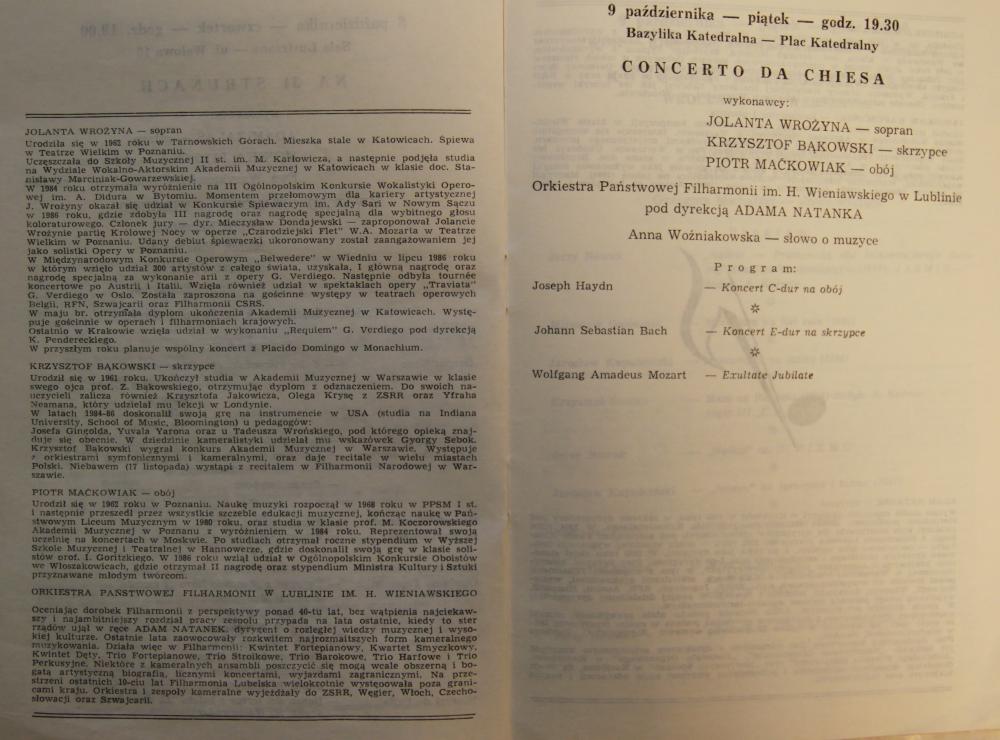 JOLANTA WROŻYNA — sopran
Urodziła się w 1962 roku w Tarnowskich Górach. Mieszka stale w Katowicach. Śpiewa
w Teatrze Wielkim w Poznaniu.
Uczęszczała do Szkoły Muzycznej II st. im. M. Karłowicza, a następnie podjęła studia
na Wydziale Wokalno-Aktorskim Akademii Muzycznej w Katowicach w klasie doc. Sta-
nisławy Marciniak-Gowarzewskiej.
W 1984 roku otrzymała wyróżnienie na III Ogólnopolskim Konkursie Wokalistyki Opero-
wej im. A. Didura w Bytomiu. Momentem przełomowym dla kariery artystycznej
J. Wrożyny okazał się udział w Konkursie Śpiewaczym im. Ady Sari w Nowym Sączu
w 1986 roku, gdzie zdobyła III nagrodę oraz nagrodę specjalną dla wybitnego głosu
koloraturowego. Członek jury — dyr. Mieczysław Dondajewski — zaproponował Jolancie
Wrożynie partię Królowej Nocy w operze „Czarodziejski Flet" W.A. Mozarta w Teatrze
Wielkim w Poznaniu. Udany debiut śpiewaczki ukoronowany został zaangażowaniem jej
jako solistki Opery w Poznaniu.
W Międzynarodowym Konkursie Operowym „Belwedere" w Wiedniu w lipcu 1986 roku
w którym wzięło udział 300 artystów z całego świata, uzyskała, I główną nagrodę oraz
nagrodę specjalną za wykonanie arii z opery G. Verdiego. Następnie odbyła tournée
koncertowe po Austrii i Italii. Wzięła również udział w spektaklach opery „Traviata"
G. Verdiego w Oslo. Została zaproszona na gościnne występy w teatrach operowych
Belgii, RFN, Szwajcarii oraz Filharmonii CSRS.
W maju br. otrzymała dyplom ukończenia Akademii Muzycznej w Katowicach. Wystę-
puje gościnnie w operach i filharmoniach krajowych.
Ostatnio w Krakowie wzięła udział w wykonaniu „Requiem" G. Verdiego pod dyrekcją
K. Pendereckiego.
W przyszłym roku planuje wspólny koncert z Placido Domingo w Monachium.
KRZYSZTOF BĄKOWSKI — skrzypce
Urodził się w 1961 roku. Ukończył studia w Akademii Muzycznej w Warszawie w klasie
swego ojca prof. Z. Bąkowskiego, otrzymując dyplom z odznaczeniem. Do swoich na-
uczycieli zalicza również Krzysztofa Jakowicza, Olega Krysę z ZSRR oraz Yfraha
Neamana, który udzielał mu lekcji w Londynie.
W latach 1984-86 doskonalił swoją grę na instrumencie w USA (studia na Indiana
University, School of Music, Bloomington) u pedagogów:
Josefa Gingolda, Yuvala Yarona oraz u Tadeusza Wrońskiego, pod którego opieką znaj-
duje się obecnie. W dziedzinie kameralistyki udzielał mu wskazówek Gyorgy Sebok.
Krzysztof Bąkowski wygrał konkurs Akademii Muzycznej w Warszawie. Występuje
z orkiestrami symfonicznymi i kameralnymi, oraz daje recitale w wielu miastach
Polski. Niebawem (17 listopada) wystąpi z recitalem w Filharmonii Narodowej w War-
szawie.
PIOTR MAĆKOWIAK — obój
Urodził się w 1962 roku w Poznaniu. Naukę muzyki rozpoczął w 1968 roku w PPSM I st.
i następnie przeszedł przez wszystkie szczeble edukacji muzycznej, kończąc naukę w Pań-
stwowym Liceum Muzycznym w 1980 roku, oraz studia w klasie prof. M. Koczorowskiego
Akademii Muzycznej w Poznanu z wyróżnieniem w 1984 roku. Reprezentował swoją
uczelnię na koncertach w Moskwie. Po studiach otrzymał roczne stypendium w Wyższej
Szkole Muzycznej i Teatralnej w Hannowerze, gdzie doskonalił swoją grę w klasie soli-
stów prof. I. Goritzkiego. W 1986 roku wziął udział w Ogólnopolskim Konkursie Oboistów
we Włoszakowicach, gdzie otrzymał II nagrodę oraz stypendium Ministra Kultury i Sztuki
przyznawane młodym twórcom.
ORKIESTRA PAŃSTWOWEJ FILHARMONII W LUBLINIE IM. H. WIENIAWSKIEGO
Oceniając dorobek Filharmonii z perspektywy ponad 40-tu lat, bez wątpienia najciekaw-
szy i najambitniejszy rozdział pracy zespołu przypada na lata ostatnie, kiedy to ster
rządów ujął w ręce ADAM NATANEK, dyrygent o rozległej wiedzy muzycznej i wyso-
kiej kulturze. Ostatnie lata zaowocowały rozkwitem najrozmaitszych form kameralnego
muzykowania. Działa więc w Filharmonii: Kwintet Fortepianowy, Kwartet Smyczkowy,
Kwintet Dęty, Trio Fortepianowe, Trio Stroikowe, Trio Barokowe, Trio Harfowe i Trio
Perkusyjne. Niektóre z kameralnych ansambli poszczycić się mogą wcale obszerną i bo-
gatą artystyczną biografią, licznymi koncertami, wyjazdami zagranicznymi. Na prze-
strzeni ostatnich 10-ciu lat Filharmonia Lubelska wielokrotnie występowała poza grani-
cami kraju. Orkiestra i zespoły kameralne wyjeżdżały do ZSRR, Węgier, Włoch, Czecho-
słowacji oraz Szwajcarii.
9 października — piątek — godz. 19.30
Bazylika Katedralna — Plac Katedralny
CONCERTO DA CHIESA
wykonawcy:
JOLANTA WROŻYNA — sopran
KRZYSZTOF BĄKOWSKI — skrzypce
PIOTR MAĆKOWIAK — obój
Orkiestra Państwowej Filharmonii im. H. Wieniawskiego w Lublinie
pod dyrekcją ADAMA NATANKA
Anna Woźniakowska — słowo o muzyce
Program:
Joseph Haydn — Koncert C-dur na obój
Johann Sebastian Bach — Koncert E-dur na skrzypce
Wolfgang Amadeus Mozart — Exultate Jubilate